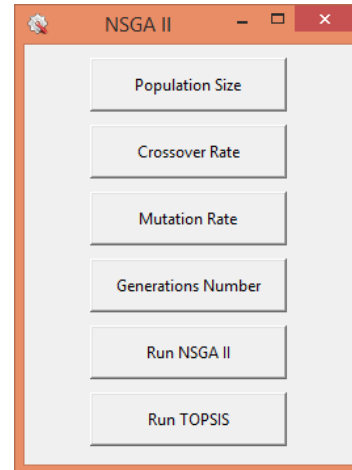 NSGA II
Population Size
Crossover Rate
Mutation Rate
Generations Number
Run NSGA II
Run TOPSIS